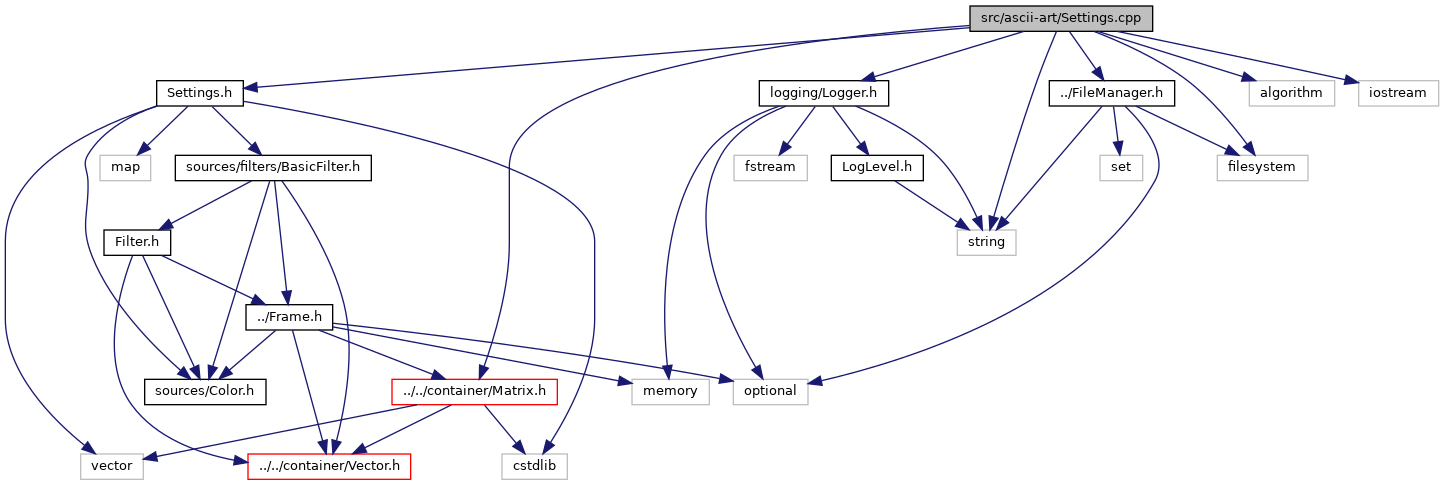 src/ascii-art/Settings.cpp
Settings.h
logging/Logger.h
../FileManager.h
algorithm
iostream
map
sources/filters/BasicFilter.h
fstream
LogLevel.h
set
filesystem
Filter.h
string
../Frame.h
sources/Color.h
../../container/Matrix.h
memory
optional
vector
../../container/Vector.h
cstdlib